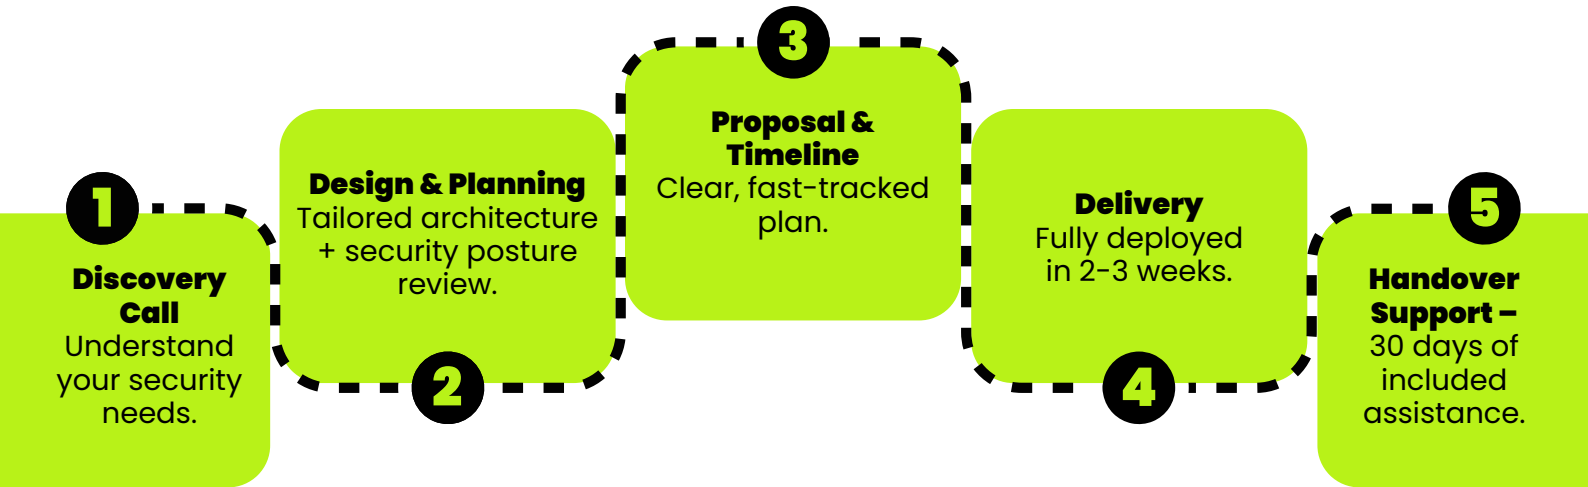 1
Discovery
Call
Understand
your security
needs.
2
Design & Planning
Tailored architecture
+ security posture
review.
3
Proposal &
Timeline
Clear, fast-tracked
plan.
4
Delivery
Fully deployed
in 2-3 weeks.
5
Handover
Support –
30 days of
included
assistance.